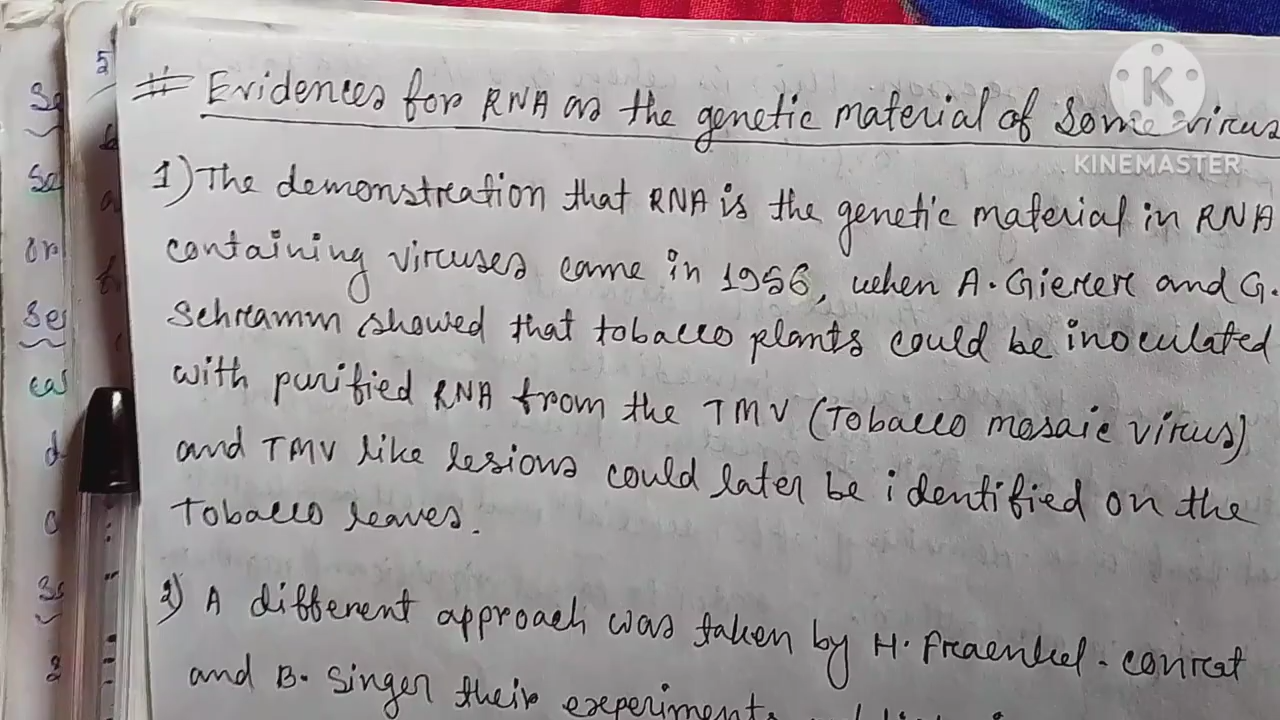 # Evidences for RNA as the genetic material of some virus
KINEMASTER
1) The demonstration that RNA is the genetic material in RNA
containing viruses came in 1956, when A. Gierer and G.
Schramm showed that tobacco plants could be inoculated
with purified RNA from the TMV (Tobacco mosaic virus)
and TMV like lesions could later be identified on the
Tobacco leaves.
2) A different approach was taken by H. Fraenkel-conrat
and B. Singer their experiments